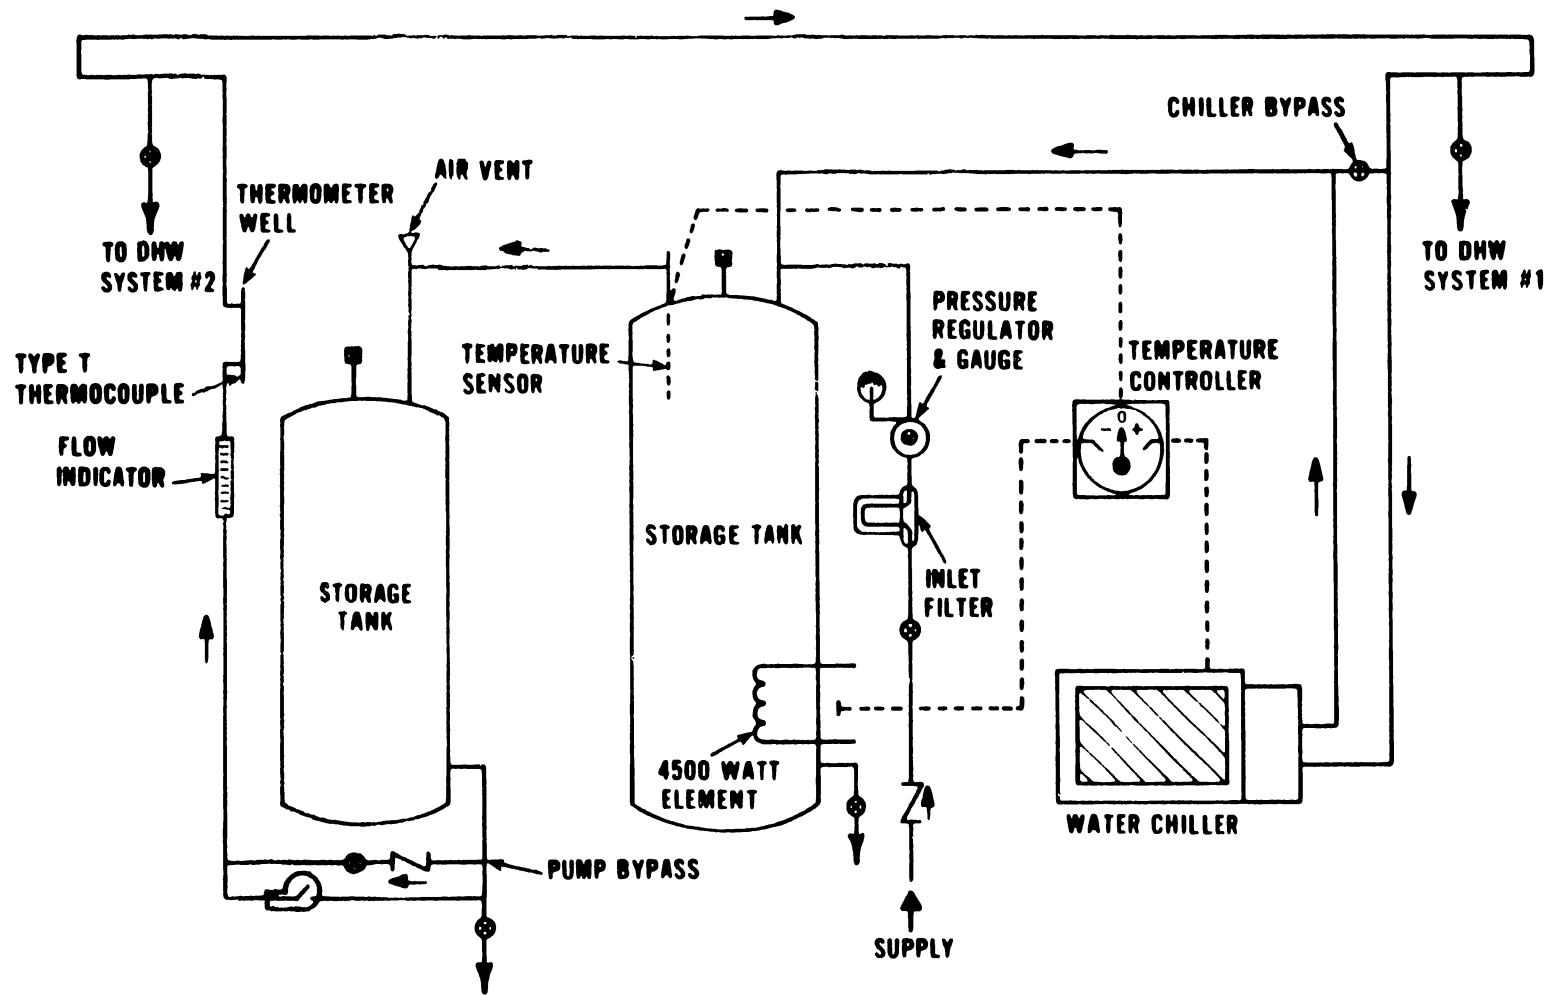 CHILLER BYPASS
AIR VENT
THERMOMETER
WELL
TO DHW
SYSTEM #2
TO DHW
SYSTEM #1
PRESSURE
REGULATOR
& GAUGE
TEMPERATURE
SENSOR
TEMPERATURE
CONTROLLER
TYPE T
THERMOCOUPLE
- 0 +
FLOW
INDICATOR
STORAGE TANK
STORAGE
TANK
INLET
FILTER
4500 WATT
ELEMENT
WATER CHILLER
PUMP BYPASS
SUPPLY